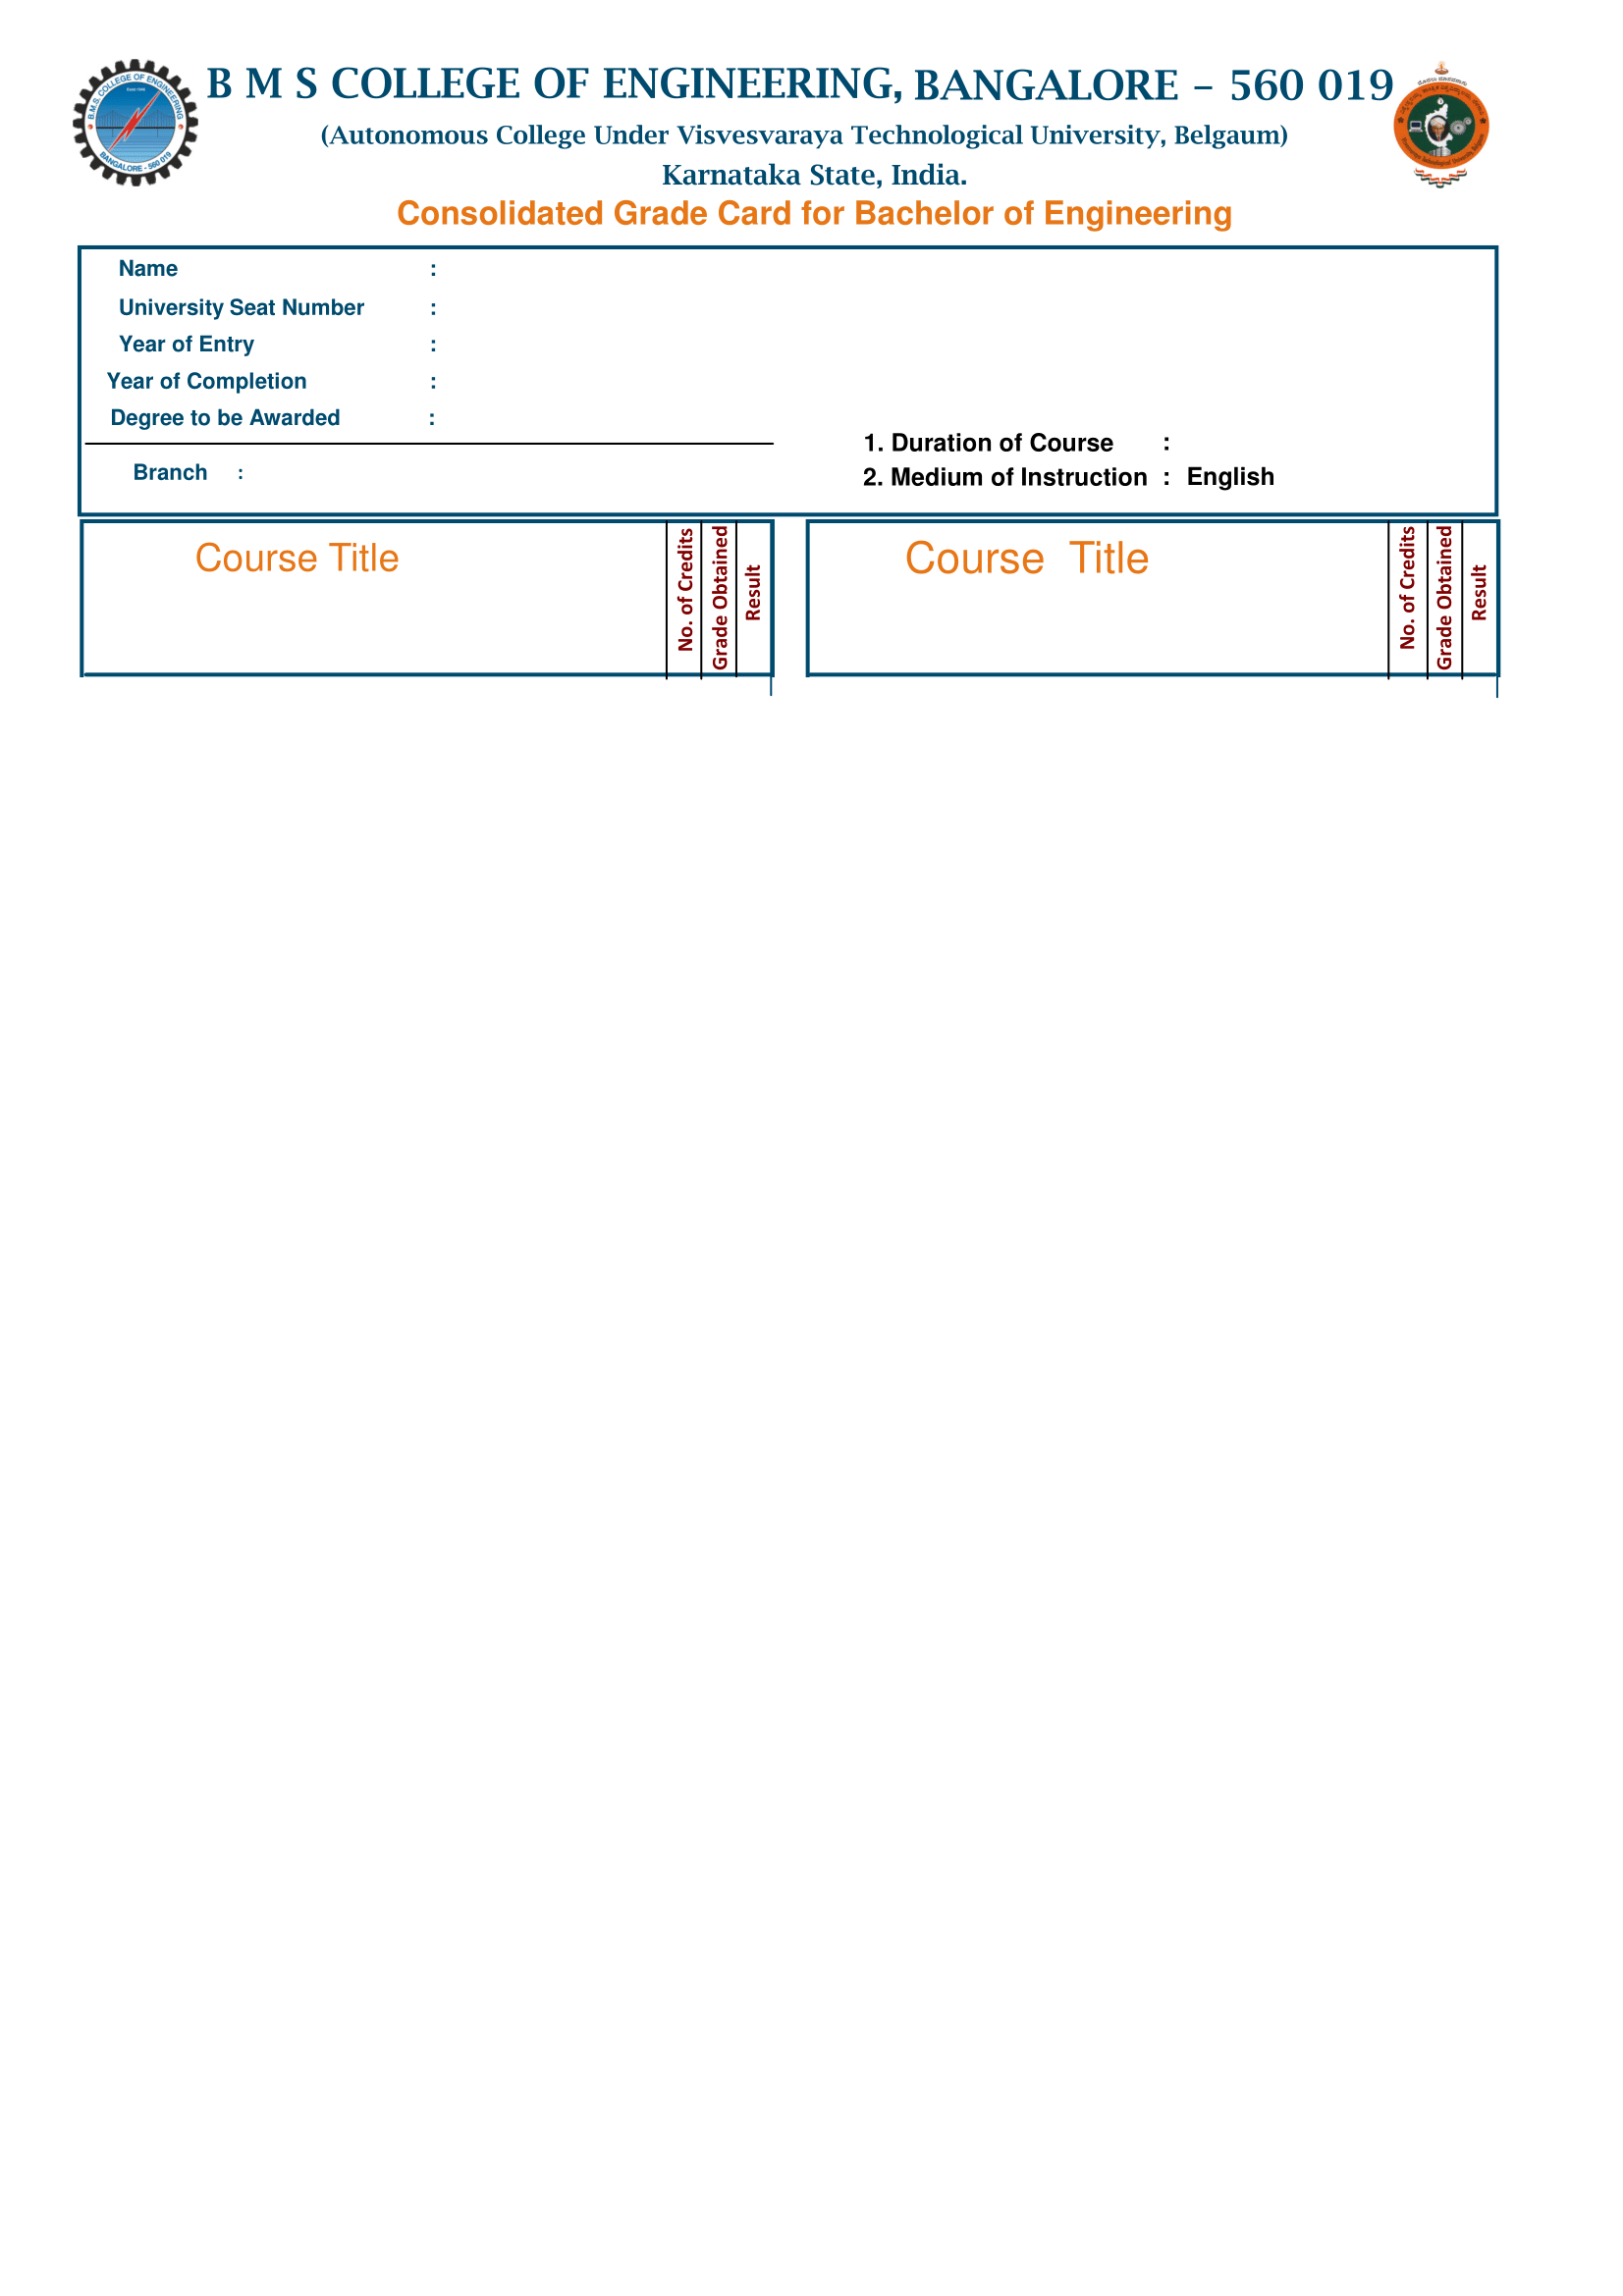 B M S COLLEGE OF ENGINEERING, BANGALORE – 560 019
(Autonomous College Under Visvesvaraya Technological University, Belgaum)
Karnataka State, India.
Consolidated Grade Card for Bachelor of Engineering
B.M.S. COLLEGE OF ENGINEERING
BANGALORE - 560 019
Name :
University Seat Number :
Year of Entry :
Year of Completion :
Degree to be Awarded :
Branch :
1. Duration of Course :
2. Medium of Instruction : English
Course Title
No. of Credits
Grade Obtained
Result
Course Title
No. of Credits
Grade Obtained
Result